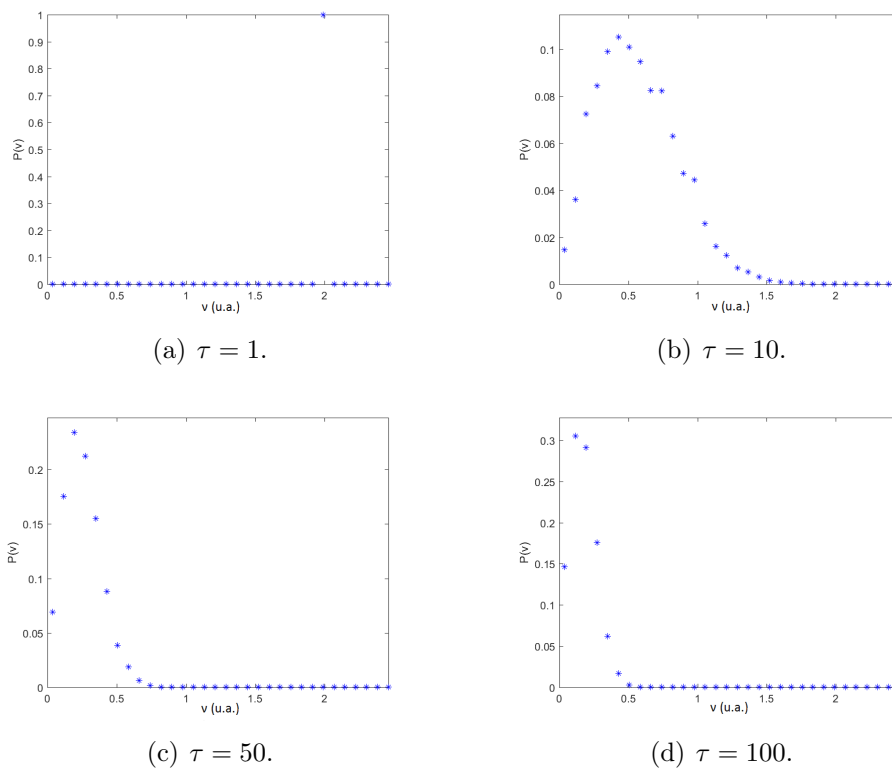 1
0.9
0.8
0.7
0.6
0.5
0.4
0.3
0.2
0.1
0
P(v)
0 0.5 1 1.5 2
v (u.a.)
(a) τ = 1.
0.1
0.08
0.06
0.04
0.02
0
P(v)
0 0.5 1 1.5 2
v (u.a.)
(b) τ = 10.
0.2
0.15
0.1
0.05
0
P(v)
0 0.5 1 1.5 2
v (u.a.)
(c) τ = 50.
0.3
0.25
0.2
0.15
0.1
0.05
0
P(v)
0 0.5 1 1.5 2
v (u.a.)
(d) τ = 100.